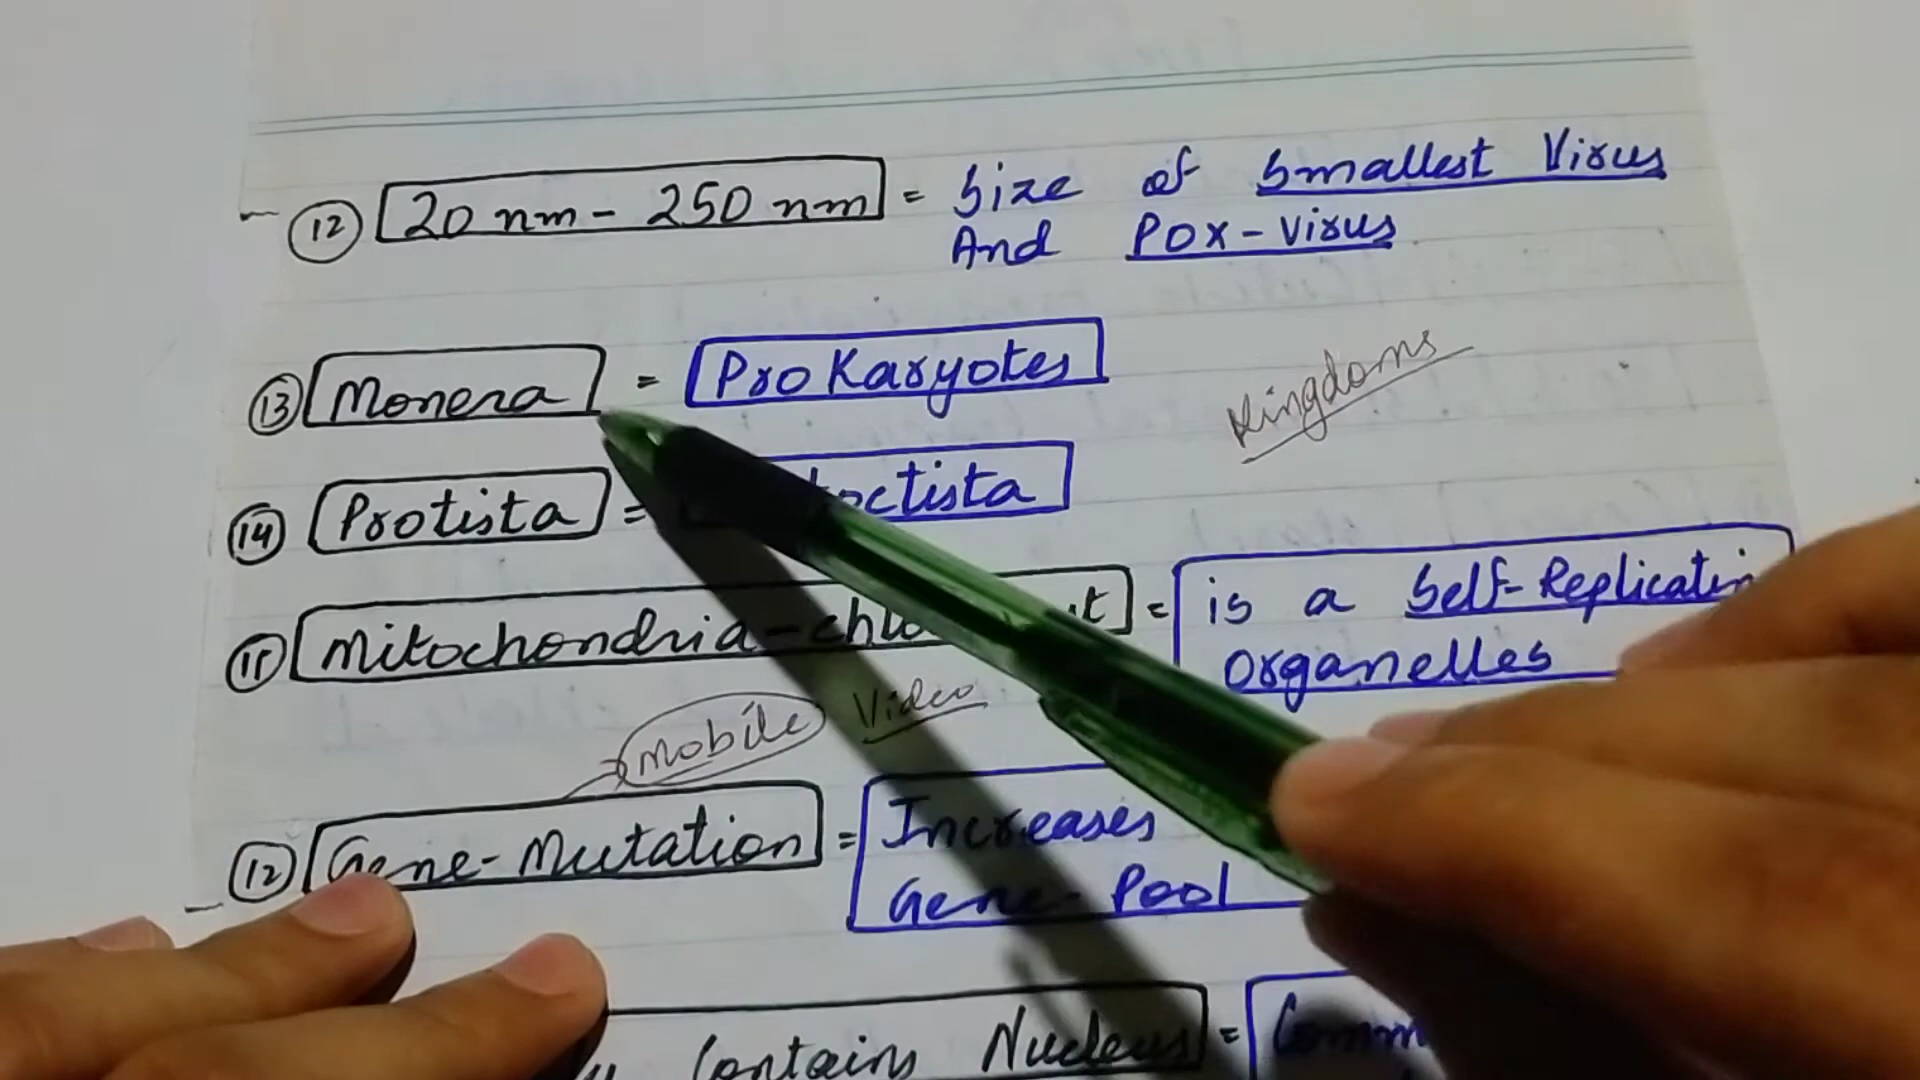 12 20 nm - 250 nm = Size of Smallest Virus
And Pox-Virus
13 Monera = ProKaryotes
Kingdoms
14 Protista =
15 Mitochondria - = is a Self-Replicatin
Organelles
mobile Video
12 Gene-Mutation = Increases
Gene-Pool
Contains Nucleus =